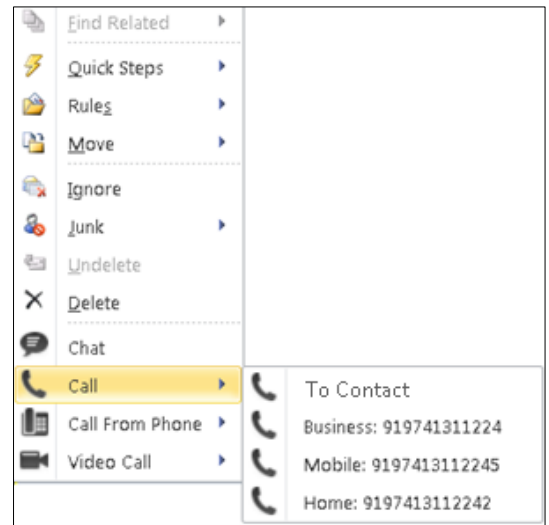 Find Related
Quick Steps
Rules
Move
Ignore
Junk
Undelete
Delete
Chat
Call
Call From Phone
Video Call
To Contact
Business: 919741311224
Mobile: 9197413112245
Home: 9197413112242